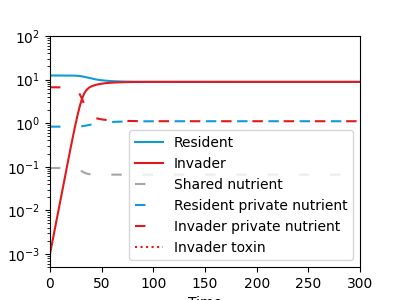 10²
10¹
10⁰
10⁻¹
10⁻²
10⁻³
Resident
Invader
Shared nutrient
Resident private nutrient
Invader private nutrient
Invader toxin
0 50 100 150 200 250 300
Time